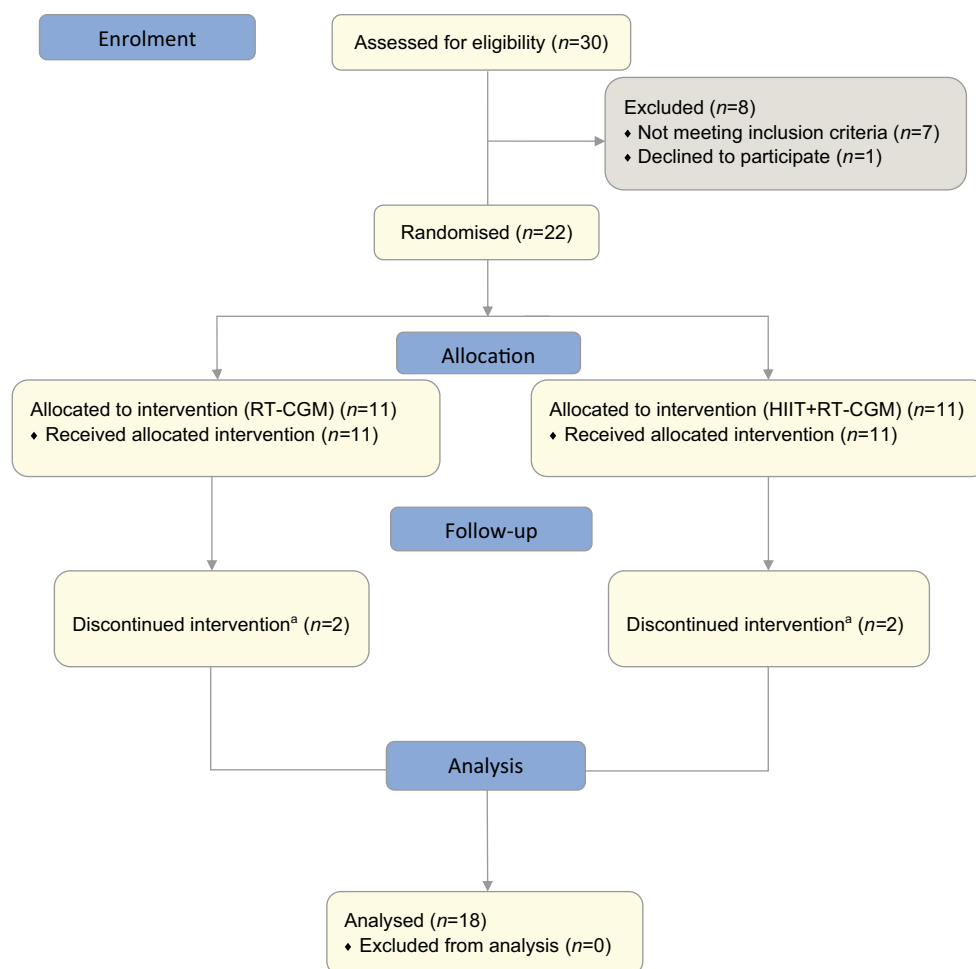 Enrolment
Assessed for eligibility (n=30)
Excluded (n=8)
♦ Not meeting inclusion criteria (n=7)
♦ Declined to participate (n=1)
Randomised (n=22)
Allocation
Allocated to intervention (RT-CGM) (n=11)
♦ Received allocated intervention (n=11)
Allocated to intervention (HIIT+RT-CGM) (n=11)
♦ Received allocated intervention (n=11)
Follow-up
Discontinued interventionᵃ (n=2)
Discontinued interventionᵃ (n=2)
Analysis
Analysed (n=18)
♦ Excluded from analysis (n=0)